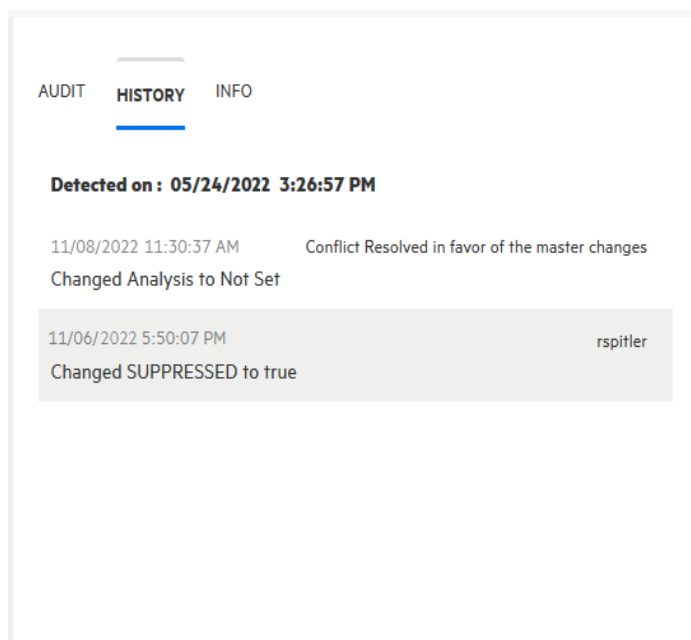 AUDIT HISTORY INFO
Detected on : 05/24/2022 3:26:57 PM
11/08/2022 11:30:37 AM Conflict Resolved in favor of the master changes
Changed Analysis to Not Set
11/06/2022 5:50:07 PM rspitler
Changed SUPPRESSED to true